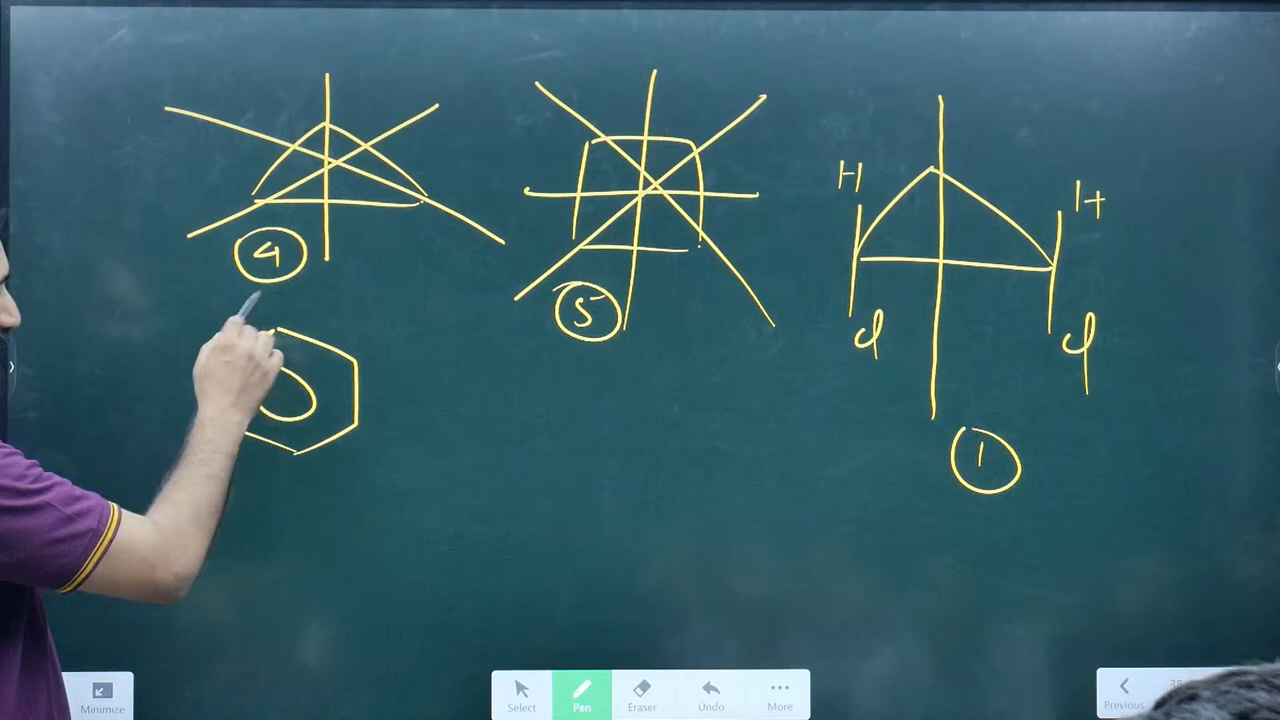 H
H
4
5
Cl
Cl
1
Minimize
Select
Pen
Eraser
Undo
More
Previous